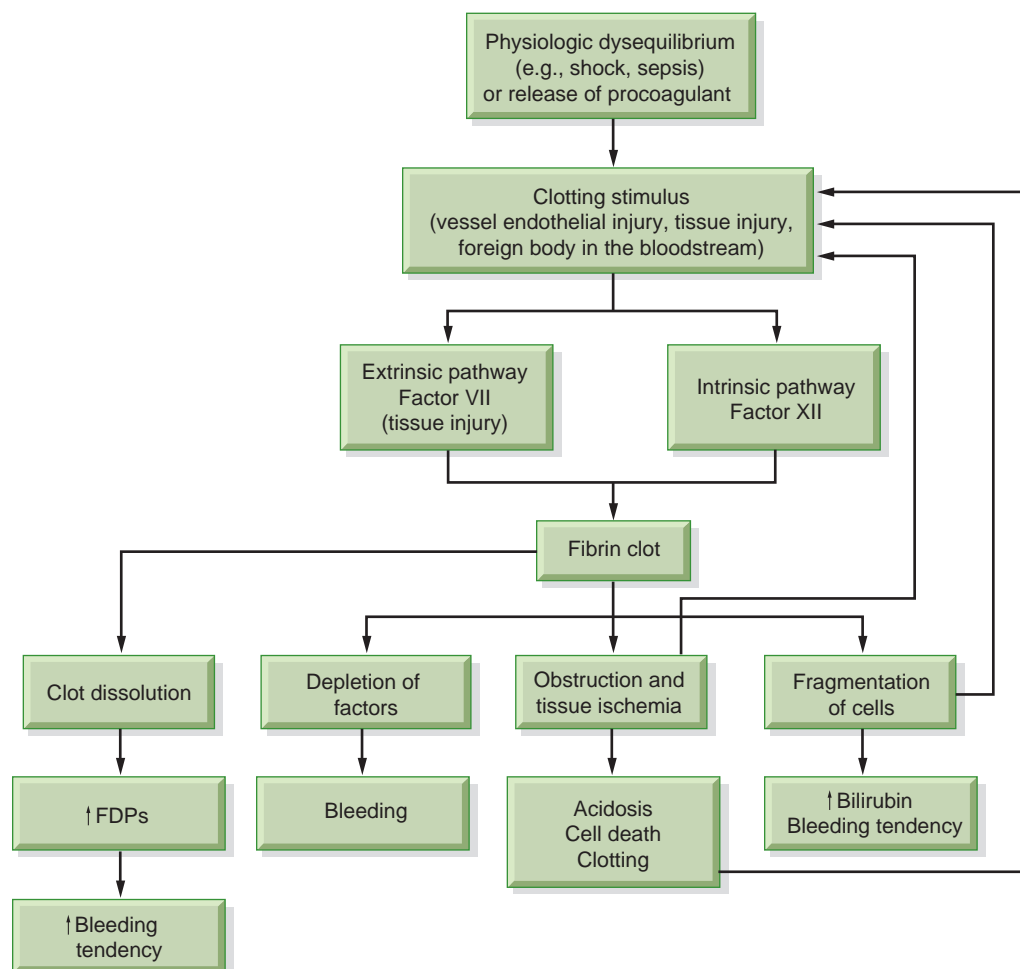 Physiologic dysequilibrium
(e.g., shock, sepsis)
or release of procoagulant
Clotting stimulus
(vessel endothelial injury, tissue injury,
foreign body in the bloodstream)
Extrinsic pathway
Factor VII
(tissue injury)
Intrinsic pathway
Factor XII
Fibrin clot
Clot dissolution
Depletion of
factors
Obstruction and
tissue ischemia
Fragmentation
of cells
↑FDPs
Bleeding
Acidosis
Cell death
Clotting
↑Bilirubin
Bleeding tendency
↑Bleeding
tendency